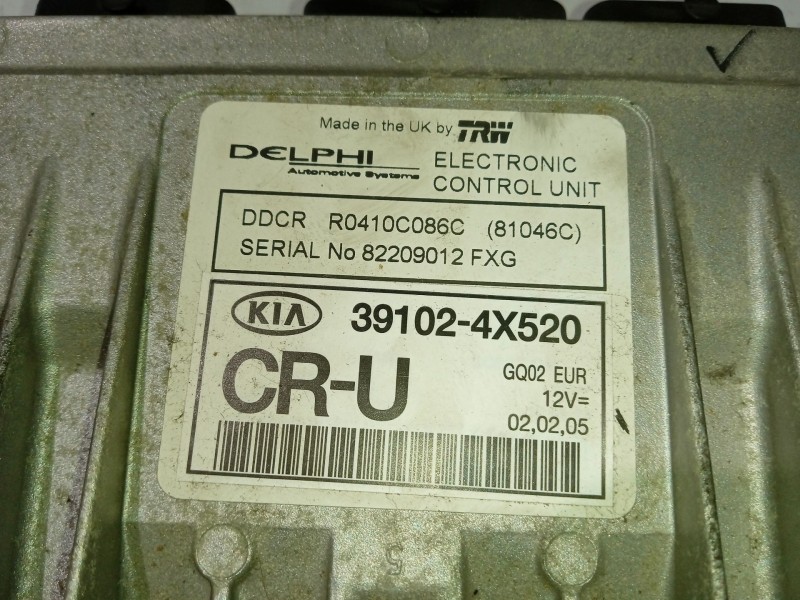 Made in the UK by TRW
DELPHI
Automotive Systems
ELECTRONIC
CONTROL UNIT
DDCR R0410C086C (81046C)
SERIAL No 82209012 FXG
KIA 39102-4X520
CR-U
GQ02 EUR
12V=
02,02,05
5